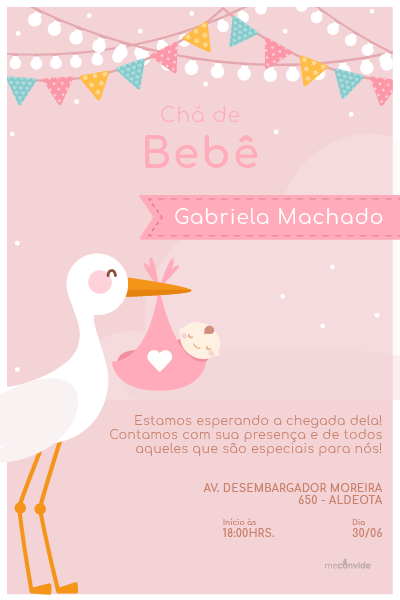 Chá de
Bebê
Gabriela Machado
Estamos esperando a chegada dela!
Contamos com sua presença e de todos
aqueles que são especiais para nós!
AV. DESEMBARGADOR MOREIRA
650 - ALDEOTA
Início às Dia
18:00HRS. 30/06
meconvide